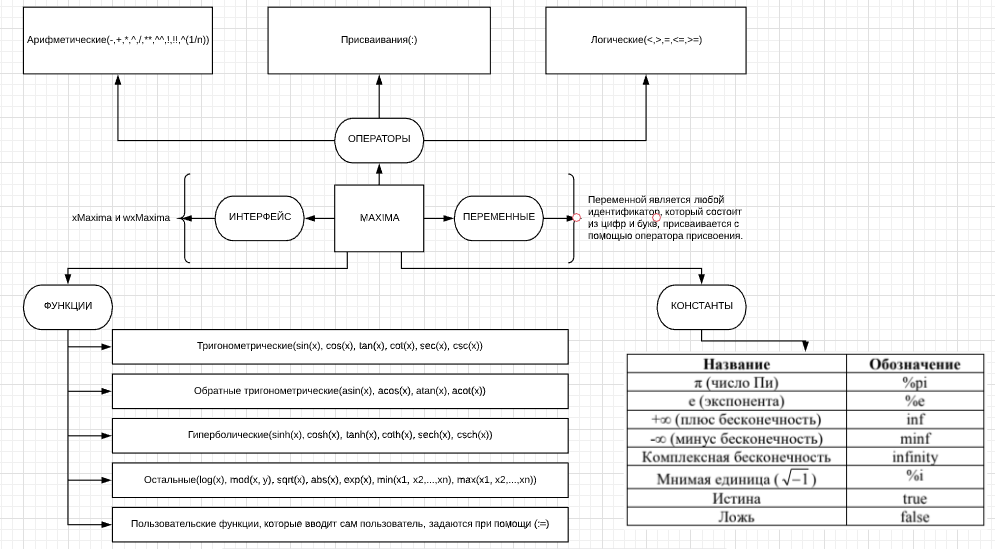 Арифметические(-,+,*,^,/,**,^^,!,!!,^(1/n))
Присваивания(:)
Логические(<,>,=,<=,>=)
ОПЕРАТОРЫ
xMaxima и wxMaxima
ИНТЕРФЕЙС
MAXIMA
ПЕРЕМЕННЫЕ
Переменной является любой
идентификатор, который состоит
из цифр и букв, присваивается с
помощью оператора присвоения.
ФУНКЦИИ
КОНСТАНТЫ
Тригонометрические(sin(x), cos(x), tan(x), cot(x), sec(x), csc(x))
Обратные тригонометрические(asin(x), acos(x), atan(x), acot(x))
Гиперболические(sinh(x), cosh(x), tanh(x), coth(x), sech(x), csch(x))
Остальные(log(x), mod(x, y), sqrt(x), abs(x), exp(x), min(x1, x2,...,xn), max(x1, x2,...,xn))
Пользовательские функции, которые вводит сам пользователь, задаются при помощи (:=)
Название Обозначение
π (число Пи) %pi
e (экспонента) %e
+∞ (плюс бесконечность) inf
-∞ (минус бесконечность) minf
Комплексная бесконечность infinity
Мнимая единица (√−1) %i
Истина true
Ложь false